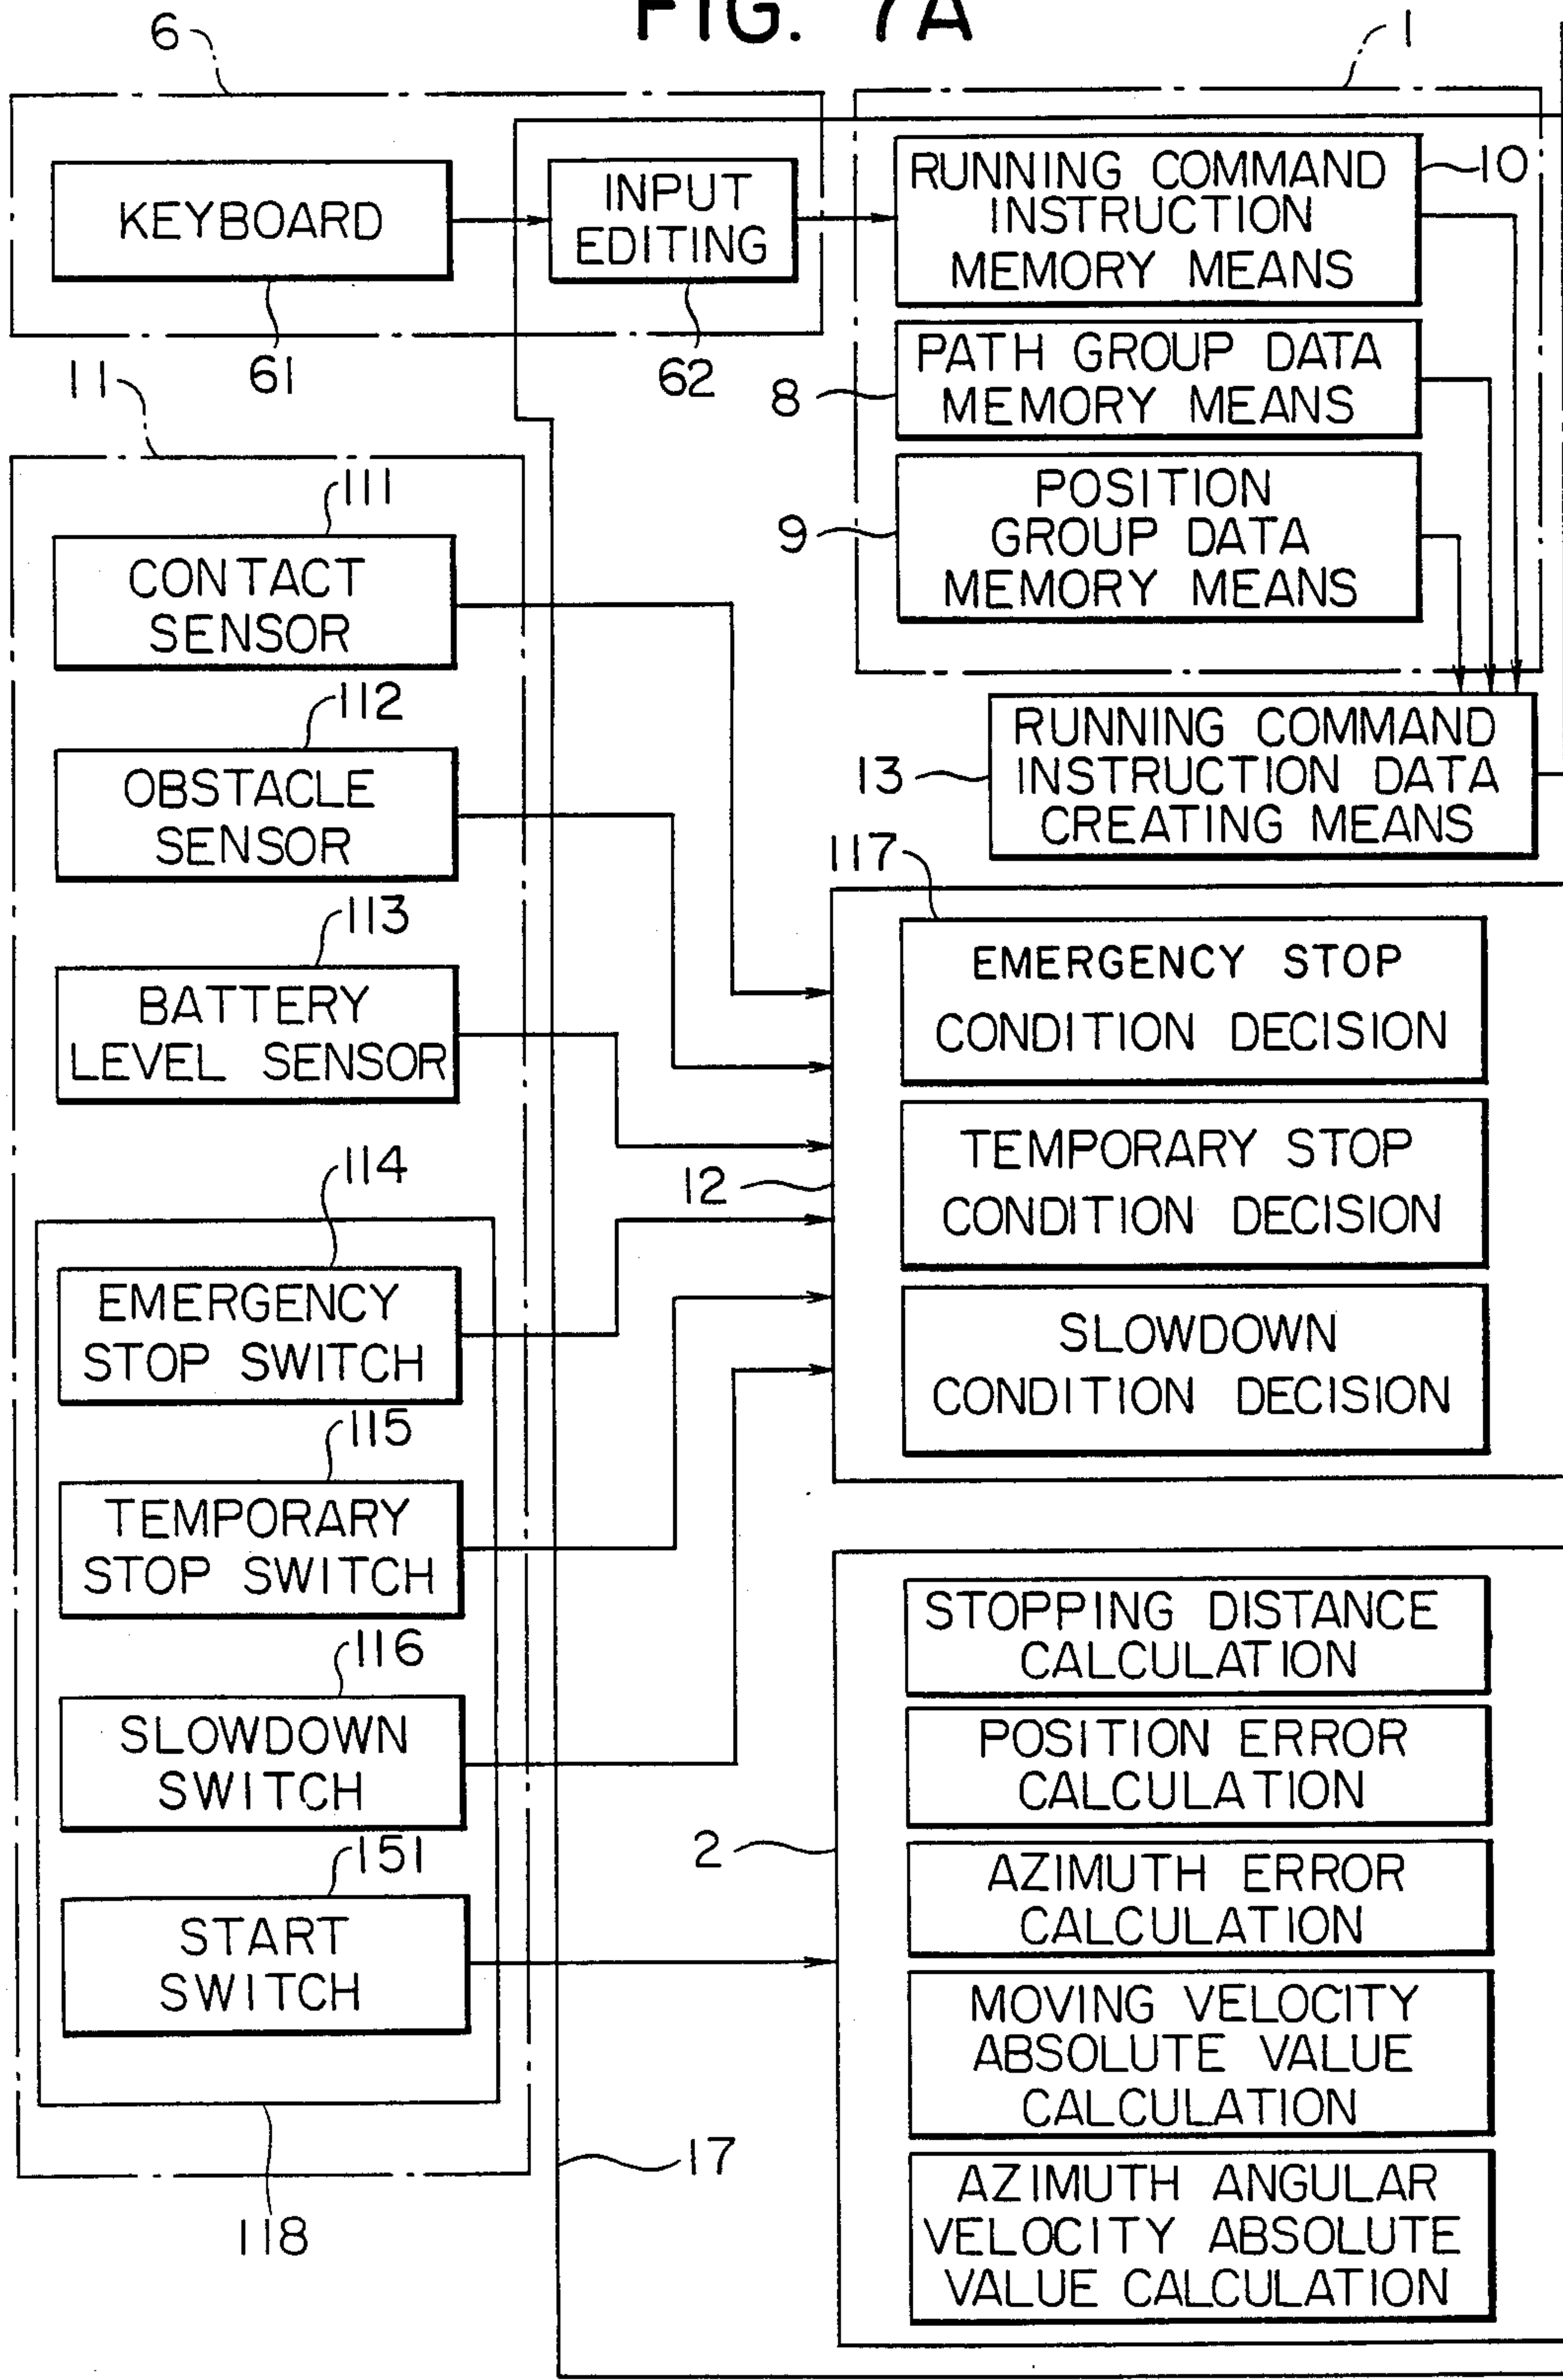 FIG. 7A
6
1
KEYBOARD
61
INPUT
EDITING
62
RUNNING COMMAND
INSTRUCTION
MEMORY MEANS
10
PATH GROUP DATA
MEMORY MEANS
8
POSITION
GROUP DATA
MEMORY MEANS
9
RUNNING COMMAND
INSTRUCTION DATA
CREATING MEANS
13
11
111
CONTACT
SENSOR
112
OBSTACLE
SENSOR
113
BATTERY
LEVEL SENSOR
114
EMERGENCY
STOP SWITCH
115
TEMPORARY
STOP SWITCH
116
SLOWDOWN
SWITCH
151
START
SWITCH
118
117
EMERGENCY STOP
CONDITION DECISION
TEMPORARY STOP
CONDITION DECISION
12
SLOWDOWN
CONDITION DECISION
STOPPING DISTANCE
CALCULATION
POSITION ERROR
CALCULATION
2
AZIMUTH ERROR
CALCULATION
MOVING VELOCITY
ABSOLUTE VALUE
CALCULATION
AZIMUTH ANGULAR
VELOCITY ABSOLUTE
VALUE CALCULATION
17